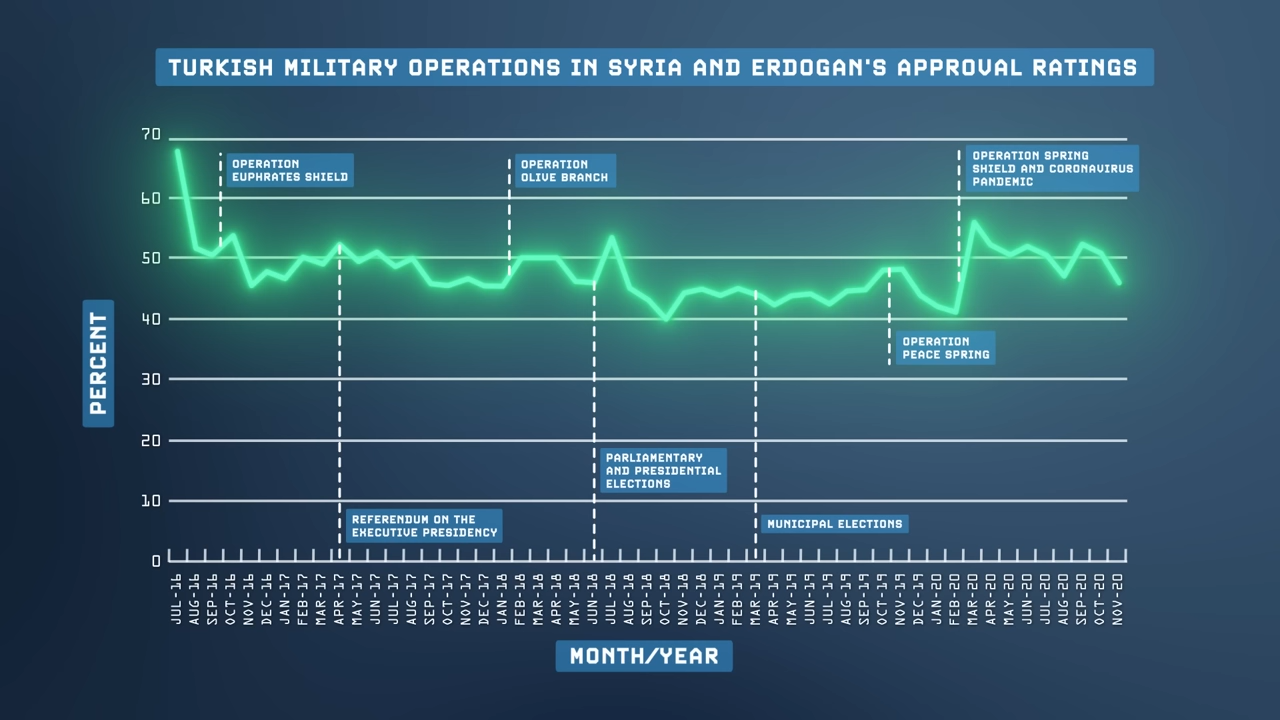 TURKISH MILITARY OPERATIONS IN SYRIA AND ERDOGAN'S APPROVAL RATINGS
70
60
50
40
30
20
10
0
PERCENT
OPERATION
EUPHRATES SHIELD
OPERATION
OLIVE BRANCH
OPERATION SPRING
SHIELD AND CORONAVIRUS
PANDEMIC
OPERATION
PEACE SPRING
PARLIAMENTARY
AND PRESIDENTIAL
ELECTIONS
REFERENDUM ON THE
EXECUTIVE PRESIDENCY
MUNICIPAL ELECTIONS
JUL-16
AUG-16
SEP-16
OCT-16
NOV-16
DEC-16
JAN-17
FEB-17
MAR-17
APR-17
MAY-17
JUN-17
JUL-17
AUG-17
SEP-17
OCT-17
NOV-17
DEC-17
JAN-18
FEB-18
MAR-18
APR-18
MAY-18
JUN-18
JUL-18
AUG-18
SEP-18
OCT-18
NOV-18
DEC-18
JAN-19
FEB-19
MAR-19
APR-19
MAY-19
JUN-19
JUL-19
AUG-19
SEP-19
OCT-19
NOV-19
DEC-19
JAN-20
FEB-20
MAR-20
APR-20
MAY-20
JUN-20
JUL-20
AUG-20
SEP-20
OCT-20
NOV-20
MONTH/YEAR